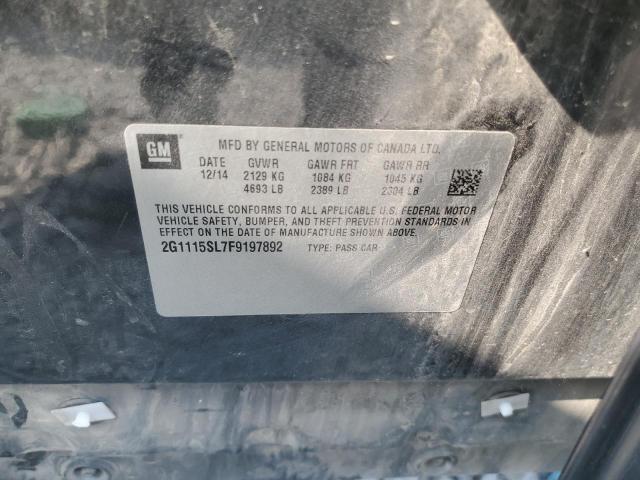 GM
MFD BY GENERAL MOTORS OF CANADA LTD.
DATE GVWR GAWR FRT GAWR RR
12/14 2129 KG 1084 KG 1045 KG
4693 LB 2389 LB 2304 LB
THIS VEHICLE CONFORMS TO ALL APPLICABLE U.S. FEDERAL MOTOR
VEHICLE SAFETY, BUMPER, AND THEFT PREVENTION STANDARDS IN
EFFECT ON THE DATE OF MANUFACTURE SHOWN ABOVE.
2G1115SL7F9197892 TYPE: PASS CAR